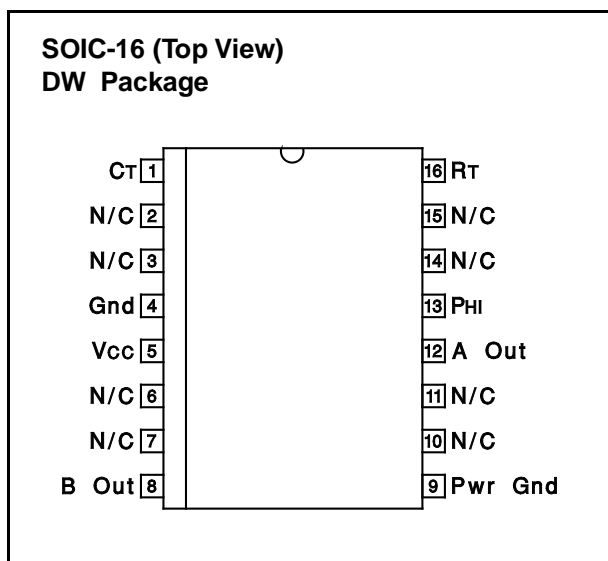 SOIC-16 (Top View)
DW Package
CT 1 16 RT
N/C 2 15 N/C
N/C 3 14 N/C
Gnd 4 13 PHI
Vcc 5 12 A Out
N/C 6 11 N/C
N/C 7 10 N/C
B Out 8 9 Pwr Gnd